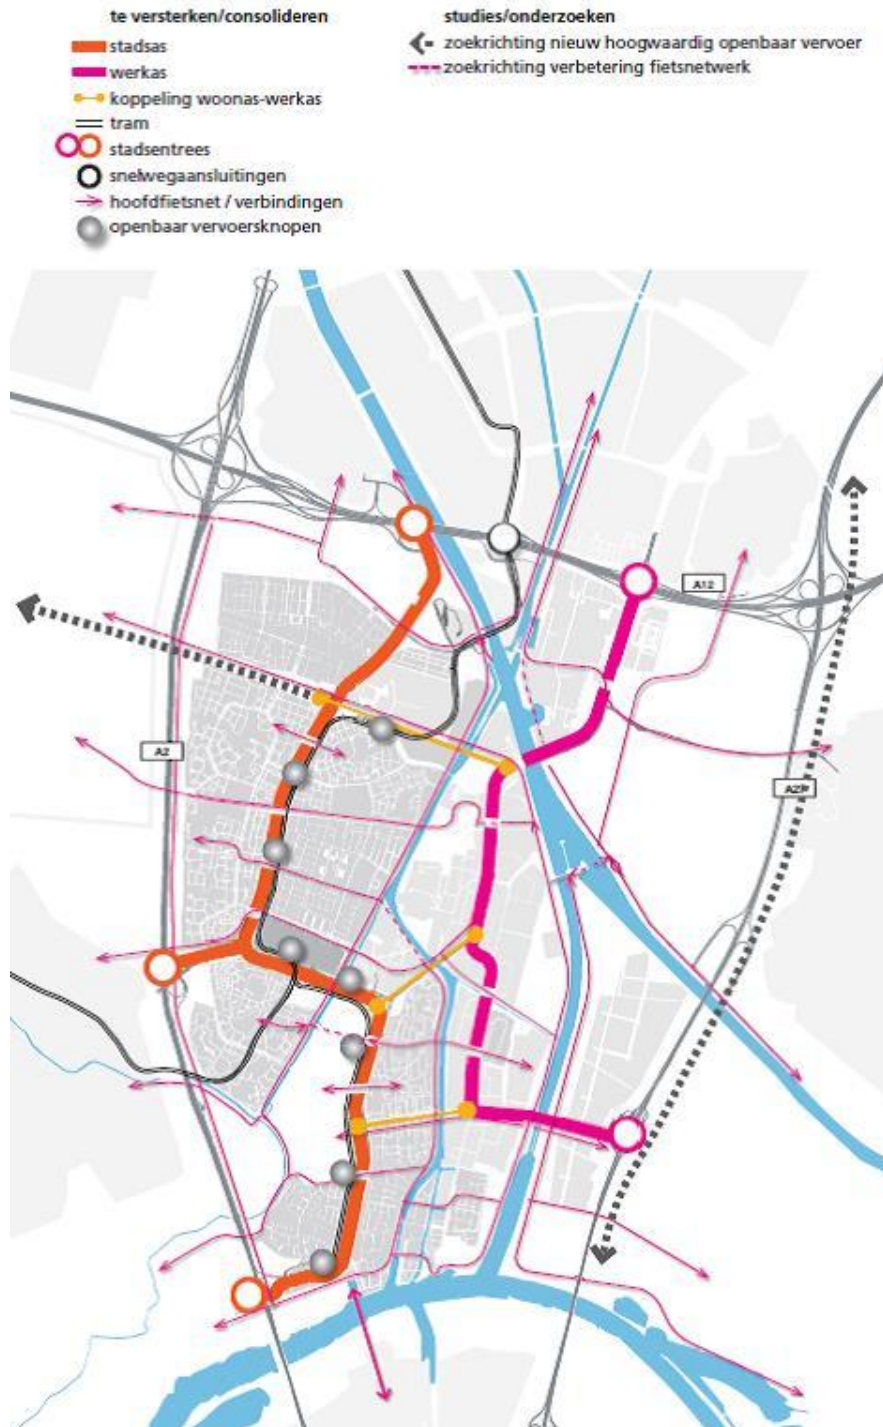 te versterken/consolideren
stadsas
werkas
koppeling woonas-werkas
tram
stadsentrees
snelwegaansluitingen
hoofdfietsnet / verbindingen
openbaar vervoersknopen
studies/onderzoeken
zoekrichting nieuw hoogwaardig openbaar vervoer
zoekrichting verbetering fietsnetwerk
A12
A2